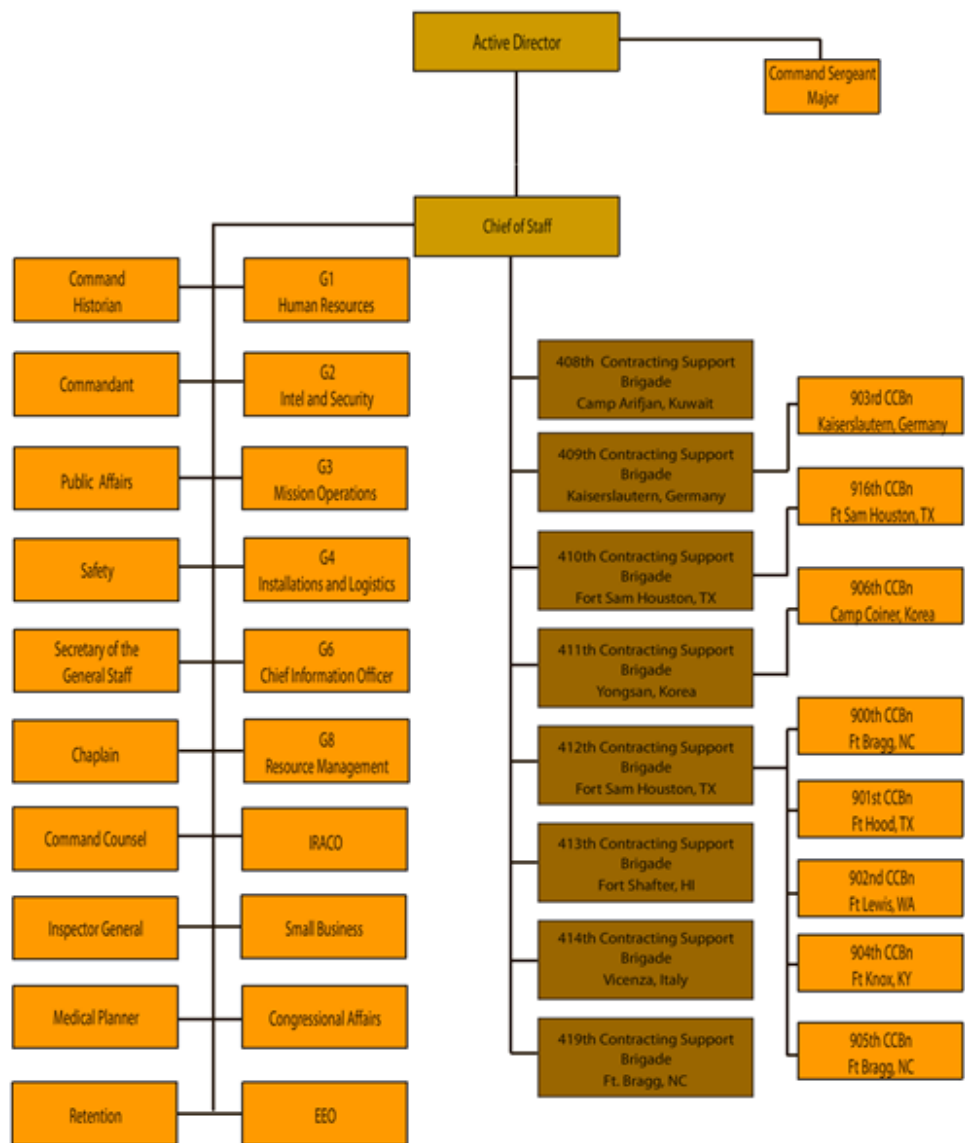 Active Director
Command Sergeant
Major
Chief of Staff
Command
Historian
G1
Human Resources
Commandant
G2
Intel and Security
Public Affairs
G3
Mission Operations
Safety
G4
Installations and Logistics
Secretary of the
General Staff
G6
Chief Information Officer
Chaplain
G8
Resource Management
Command Counsel
IRACO
Inspector General
Small Business
Medical Planner
Congressional Affairs
Retention
EEO
408th Contracting Support
Brigade
Camp Arifjan, Kuwait
409th Contracting Support
Brigade
Kaiserslautern, Germany
410th Contracting Support
Brigade
Fort Sam Houston, TX
411th Contracting Support
Brigade
Yongsan, Korea
412th Contracting Support
Brigade
Fort Sam Houston, TX
413th Contracting Support
Brigade
Fort Shafter, HI
414th Contracting Support
Brigade
Vicenza, Italy
419th Contracting Support
Brigade
Ft. Bragg, NC
903rd CCBn
Kaiserslautern, Germany
916th CCBn
Ft Sam Houston, TX
906th CCBn
Camp Coiner, Korea
900th CCBn
Ft Bragg, NC
901st CCBn
Ft Hood, TX
902nd CCBn
Ft Lewis, WA
904th CCBn
Ft Knox, KY
905th CCBn
Ft Bragg, NC